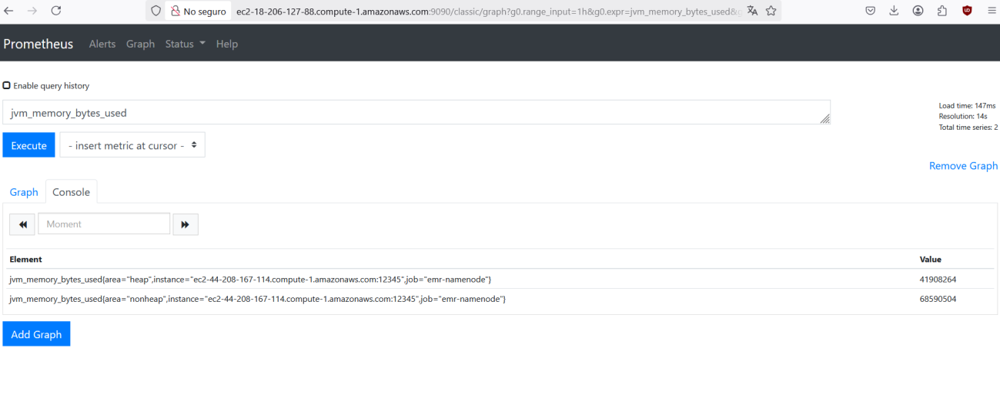 No seguro ec2-18-206-127-88.compute-1.amazonaws.com:9090/classic/graph?g0.range_input=1h&g0.expr=jvm_memory_bytes_used&g
Prometheus Alerts Graph Status Help
Enable query history
jvm_memory_bytes_used
Load time: 147ms
Resolution: 14s
Total time series: 2
Execute - insert metric at cursor -
Remove Graph
Graph Console
Moment
Element Value
jvm_memory_bytes_used{area="heap",instance="ec2-44-208-167-114.compute-1.amazonaws.com:12345",job="emr-namenode"} 41908264
jvm_memory_bytes_used{area="nonheap",instance="ec2-44-208-167-114.compute-1.amazonaws.com:12345",job="emr-namenode"} 68590504
Add Graph